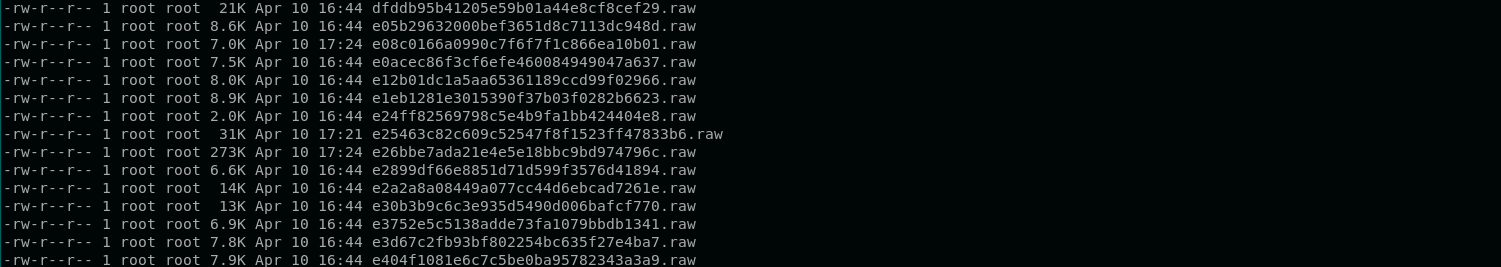 -rw-r--r-- 1 root root  21K Apr 10 16:44 dfddb95b41205e59b01a44e8cf8cef29.raw
-rw-r--r-- 1 root root 8.6K Apr 10 16:44 e05b29632000bef3651d8c7113dc948d.raw
-rw-r--r-- 1 root root 7.0K Apr 10 17:24 e08c0166a0990c7f6f7f1c866ea10b01.raw
-rw-r--r-- 1 root root 7.5K Apr 10 16:44 e0acec86f3cf6efe460084949047a637.raw
-rw-r--r-- 1 root root 8.0K Apr 10 16:44 e12b01dc1a5aa65361189ccd99f02966.raw
-rw-r--r-- 1 root root 8.9K Apr 10 16:44 e1eb1281e3015390f37b03f0282b6623.raw
-rw-r--r-- 1 root root 2.0K Apr 10 16:44 e24ff82569798c5e4b9fa1bb424404e8.raw
-rw-r--r-- 1 root root  31K Apr 10 17:21 e25463c82c609c52547f8f1523ff47833b6.raw
-rw-r--r-- 1 root root 273K Apr 10 17:24 e26bbe7ada21e4e5e18bbc9bd974796c.raw
-rw-r--r-- 1 root root 6.6K Apr 10 16:44 e2899df66e8851d71d599f3576d41894.raw
-rw-r--r-- 1 root root  14K Apr 10 16:44 e2a2a8a08449a077cc44d6ebcad7261e.raw
-rw-r--r-- 1 root root  13K Apr 10 16:44 e30b3b9c6c3e935d5490d006bafcf770.raw
-rw-r--r-- 1 root root 6.9K Apr 10 16:44 e3752e5c5138adde73fa1079bbdb1341.raw
-rw-r--r-- 1 root root 7.8K Apr 10 16:44 e3d67c2fb93bf802254bc635f27e4ba7.raw
-rw-r--r-- 1 root root 7.9K Apr 10 16:44 e404f1081e6c7c5be0ba95782343a3a9.raw